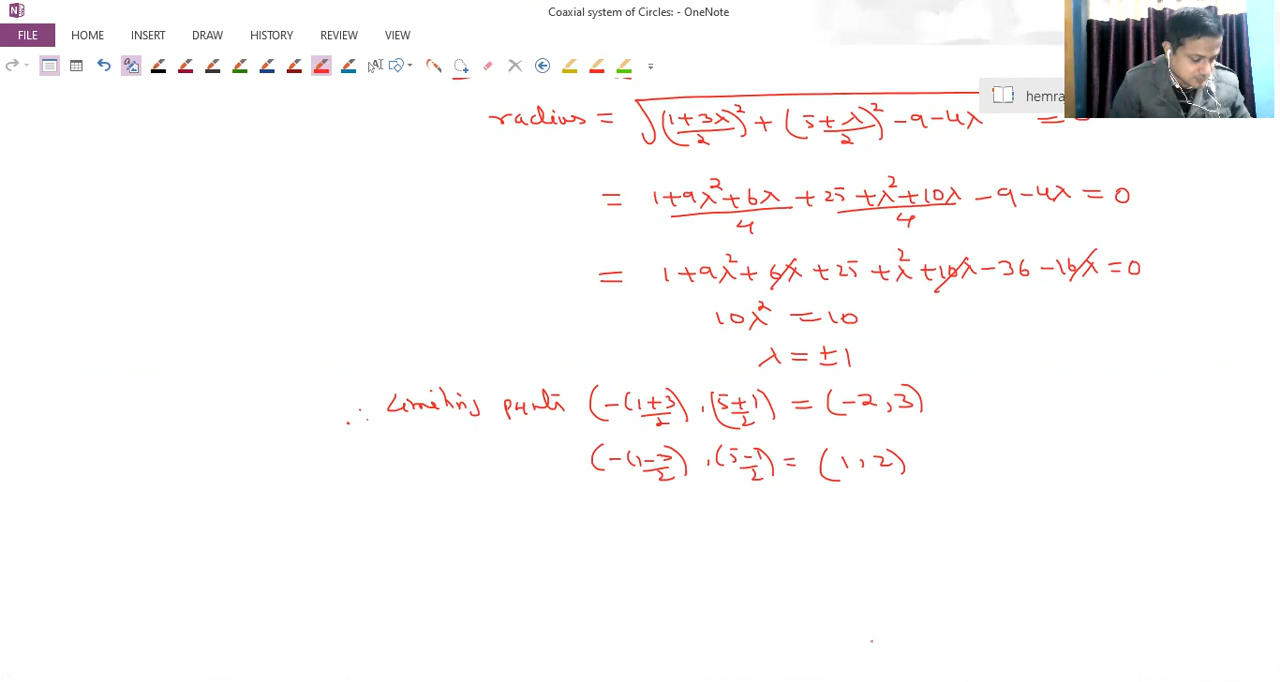 Coaxial system of Circles: - OneNote
FILE HOME INSERT DRAW HISTORY REVIEW VIEW
hemra
radius = √((1+3λ)/2)² + ((5+λ)/2)² - 9 - 4λ =
= (1+9λ²+6λ)/4 + (25+λ²+10λ)/4 - 9 - 4λ = 0
= 1+9λ²+6λ+25+λ²+10λ-36-16λ=0
10λ² = 10
λ = ±1
∴ Limiting points (-(1+3)/2), (5+1)/2) = (-2, 3)
(-(1-3)/2), (5-1)/2) = (1, 2)